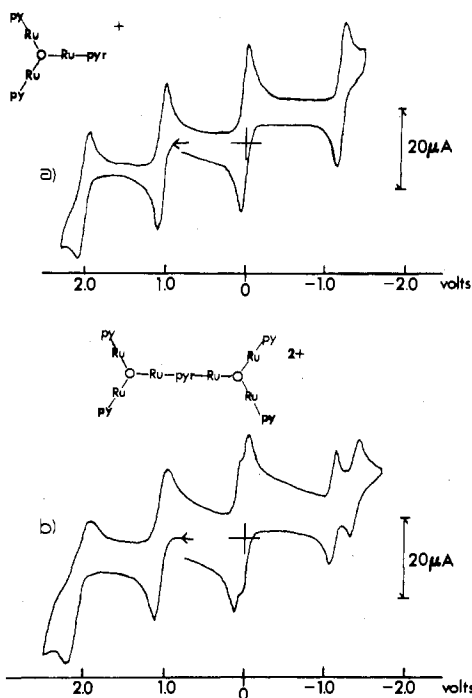 py
Ru
+
O – Ru – pyr
Ru
py
a)
20μA
2.0 1.0 0 −1.0 −2.0 volts
py
Ru
py
2+
Ru
O – Ru – pyr – Ru – O
Ru
Ru
py
py
b)
20μA
2.0 1.0 0 −1.0 −2.0 volts